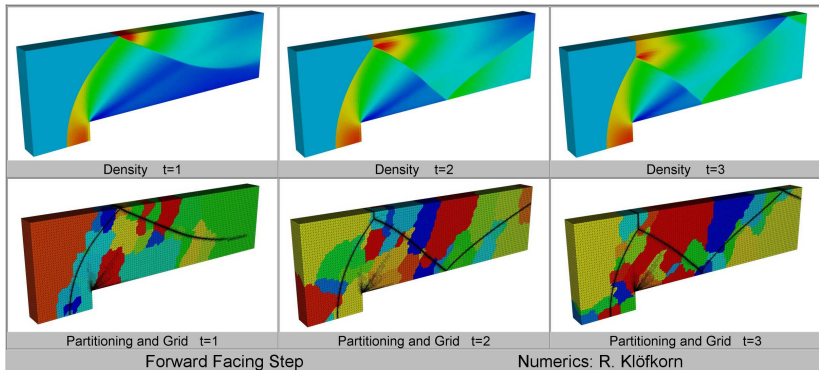 Density t=1
Density t=2
Density t=3
Partitioning and Grid t=1
Partitioning and Grid t=2
Partitioning and Grid t=3
Forward Facing Step
Numerics: R. Klöfkorn